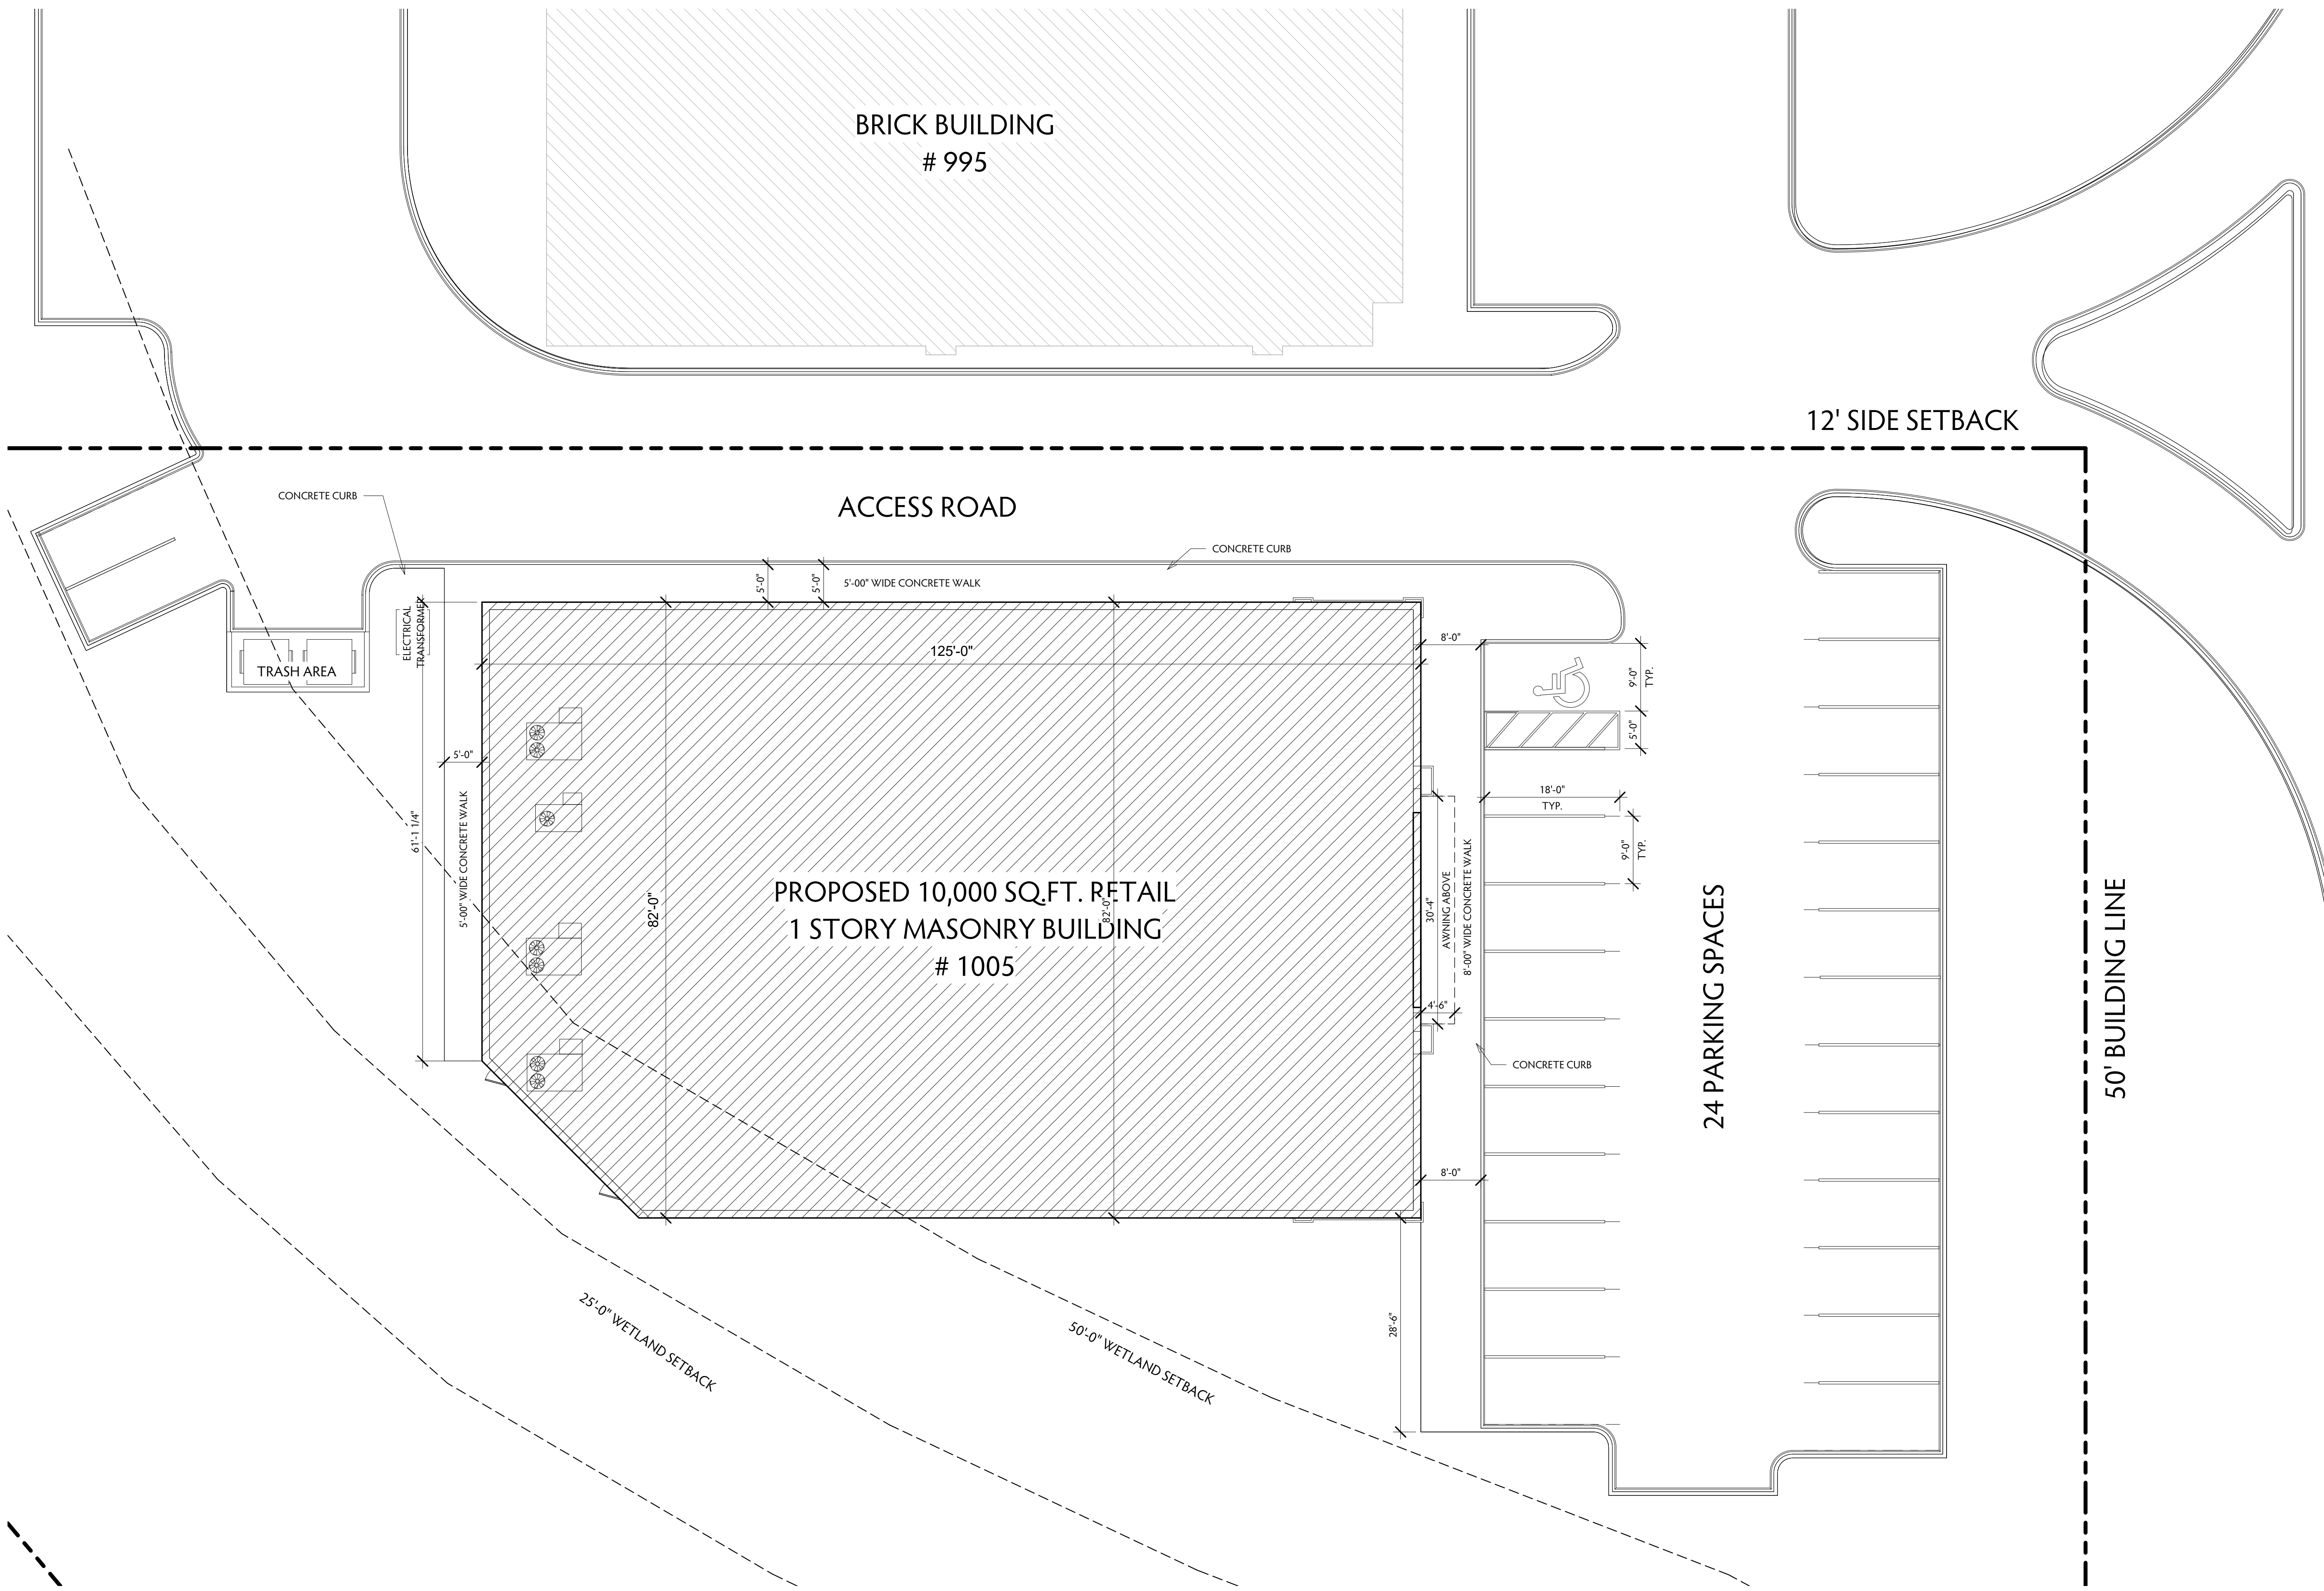 BRICK BUILDING
# 995
12' SIDE SETBACK
CONCRETE CURB
ACCESS ROAD
CONCRETE CURB
5'-0"
5'-0"
5'-00" WIDE CONCRETE WALK
ELECTRICAL
TRANSFORMER
TRASH AREA
125'-0"
8'-0"
9'-0"
TYP.
5'-0"
5'-0"
18'-0"
TYP.
9'-0"
TYP.
61'-1 1/4"
5'-00" WIDE CONCRETE WALK
82'-0"
PROPOSED 10,000 SQ.FT. RETAIL
1 STORY MASONRY BUILDING
# 1005
82'-0"
30'-4"
AWNING ABOVE
8'-00" WIDE CONCRETE WALK
4'-6"
CONCRETE CURB
24 PARKING SPACES
50' BUILDING LINE
8'-0"
28'-6"
25'-0" WETLAND SETBACK
50'-0" WETLAND SETBACK